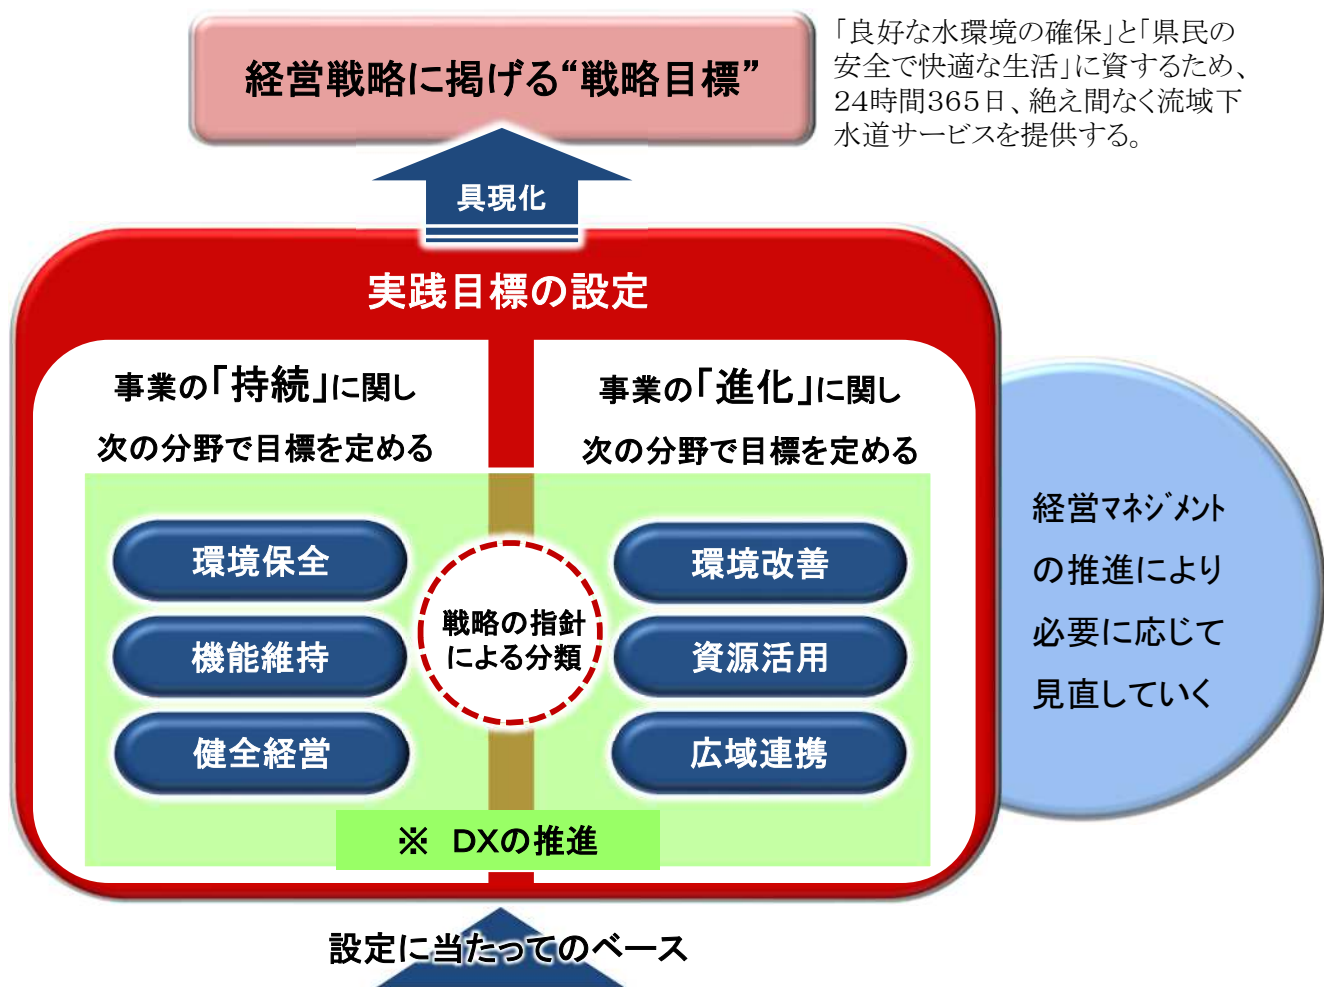 経営戦略に掲げる“戦略目標”
「良好な水環境の確保」と「県民の
安全で快適な生活」に資するため、
24時間365日、絶え間なく流域下
水道サービスを提供する。
具現化
実践目標の設定
事業の「持続」に関し
次の分野で目標を定める
環境保全
機能維持
健全経営
戦略の指針
による分類
事業の「進化」に関し
次の分野で目標を定める
環境改善
資源活用
広域連携
※　DXの推進
経営ﾏﾈｼﾞﾒﾝﾄ
の推進により
必要に応じて
見直していく
設定に当たってのベース